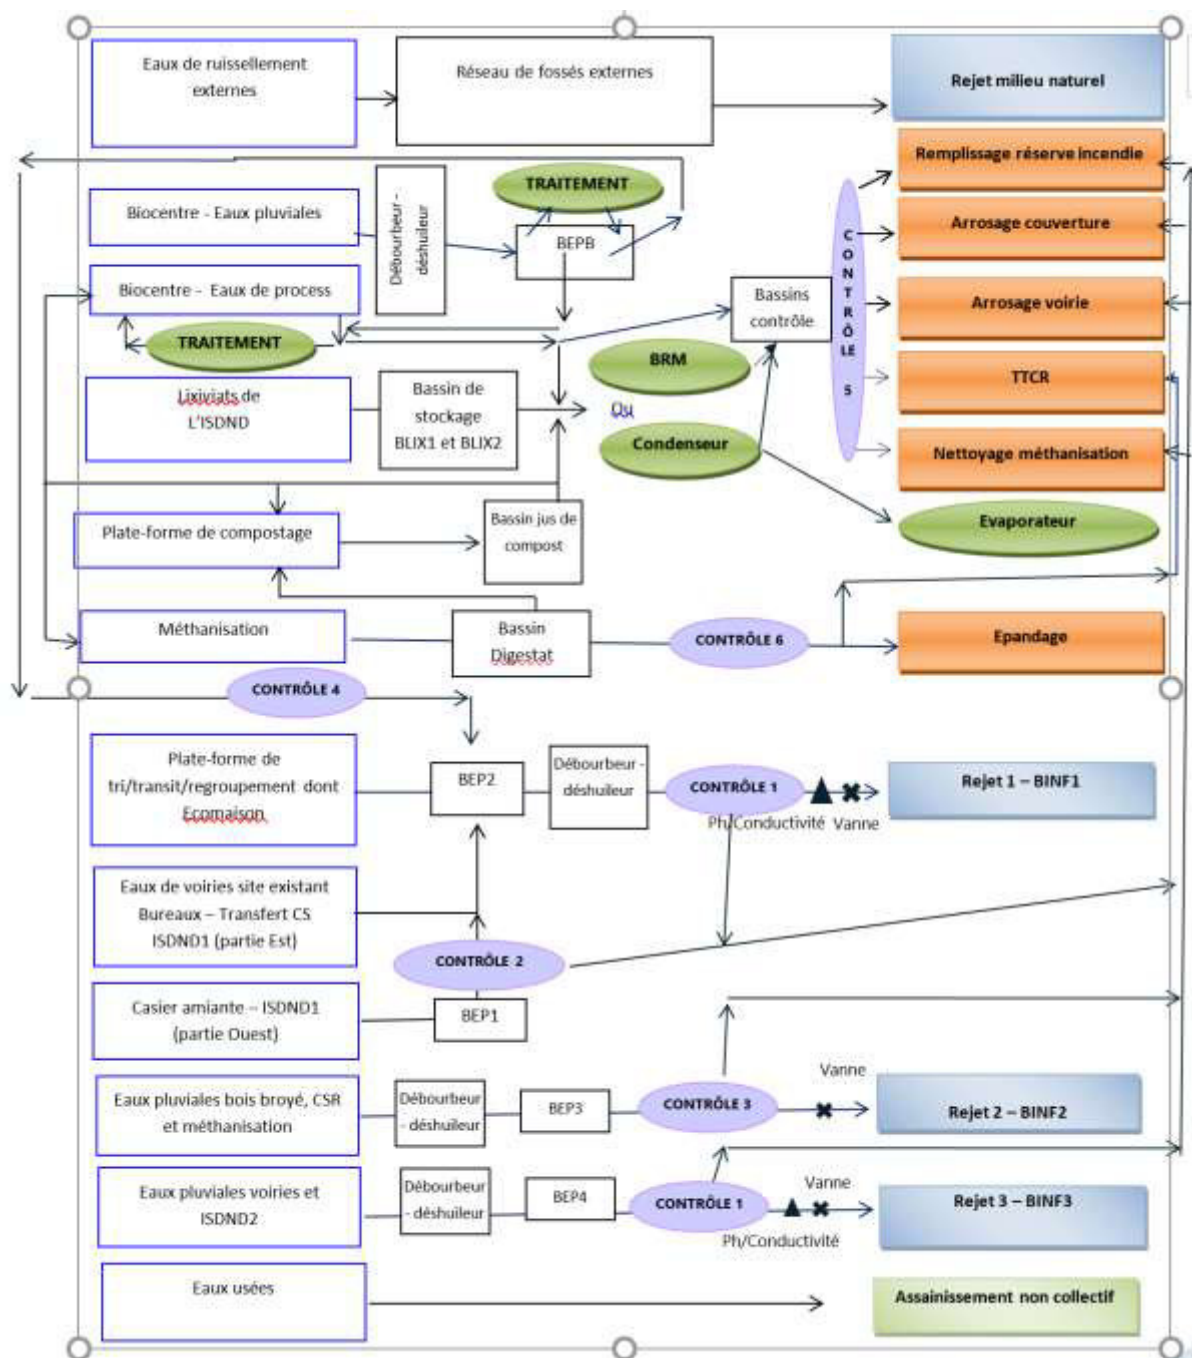 Eaux de ruissellement
externes
Réseau de fossés externes
Rejet milieu naturel
Remplissage réserve incendie
TRAITEMENT
Biocentre - Eaux pluviales
Débourbeur -
déshuileur
BEPB
Arrosage couverture
CONTRÔLE
5
Biocentre - Eaux de process
Bassins
contrôle
Arrosage voirie
TRAITEMENT
BRM
TTCR
Lixiviats de
L'ISDND
Bassin de
stockage
BLIX1 et BLIX2
Ou
Condenseur
Nettoyage méthanisation
Plate-forme de compostage
Bassin jus de
compost
Evaporateur
Méthanisation
Bassin
Digestat
CONTRÔLE 6
Epandage
CONTRÔLE 4
Plate-forme de
tri/transit/regroupement dont
Ecomaison
BEP2
Débourbeur -
déshuileur
CONTRÔLE 1
Ph/Conductivité
Vanne
Rejet 1 – BINF1
Eaux de voiries site existant
Bureaux – Transfert CS
ISDND1 (partie Est)
CONTRÔLE 2
Casier amiante – ISDND1
(partie Ouest)
BEP1
Eaux pluviales bois broyé, CSR
et méthanisation
Débourbeur
- déshuileur
BEP3
CONTRÔLE 3
Vanne
Rejet 2 – BINF2
Eaux pluviales voiries et
ISDND2
Débourbeur
- déshuileur
BEP4
CONTRÔLE 1
Vanne
Ph/Conductivité
Rejet 3 – BINF3
Eaux usées
Assainissement non collectif